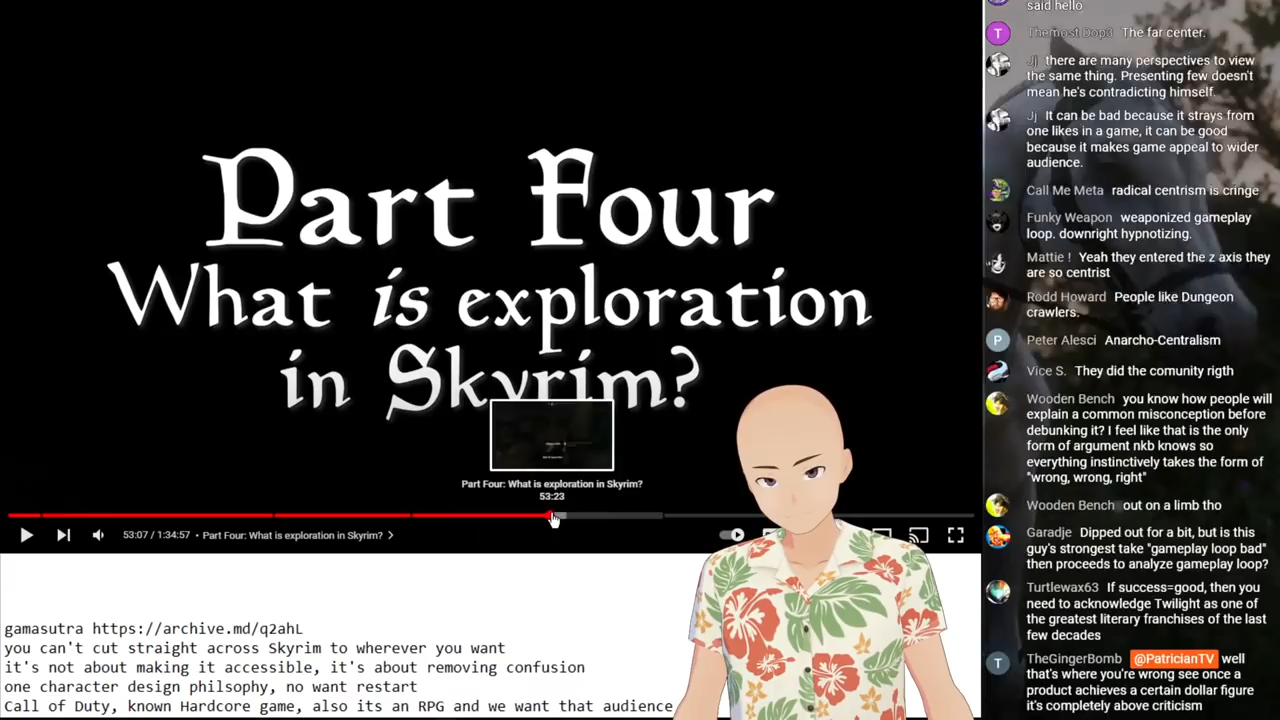 Part Four
What is exploration
in Skyrim?
Part Four: What is exploration in Skyrim?
53:23
53:07 / 1:34:57 • Part Four: What is exploration in Skyrim?
gamasutra https://archive.md/q2ahL
you can't cut straight across Skyrim to wherever you want
it's not about making it accessible, it's about removing confusion
one character design philsophy, no want restart
Call of Duty, known Hardcore game, also its an RPG and we want that audience
said hello
T Themost Dop3 The far center.
Jj there are many perspectives to view
the same thing. Presenting few doesn't
mean he's contradicting himself.
Jj It can be bad because it strays from
one likes in a game, it can be good
because it makes game appeal to wider
audience.
Call Me Meta radical centrism is cringe
Funky Weapon weaponized gameplay
loop. downright hypnotizing.
Mattie ! Yeah they entered the z axis they
are so centrist
Rodd Howard People like Dungeon
crawlers.
P Peter Alesci Anarcho-Centralism
Vice S. They did the comunity rigth
Wooden Bench you know how people will
explain a common misconception before
debunking it? I feel like that is the only
form of argument nkb knows so
everything instinctively takes the form of
"wrong, wrong, right"
Wooden Bench out on a limb tho
Garadje Dipped out for a bit, but is this
guy's strongest take "gameplay loop bad"
then proceeds to analyze gameplay loop?
Turtlewax63 If success=good, then you
need to acknowledge Twilight as one of
the greatest literary franchises of the last
few decades
T TheGingerBomb @PatricianTV well
that's where you're wrong see once a
product achieves a certain dollar figure
it's completely above criticism